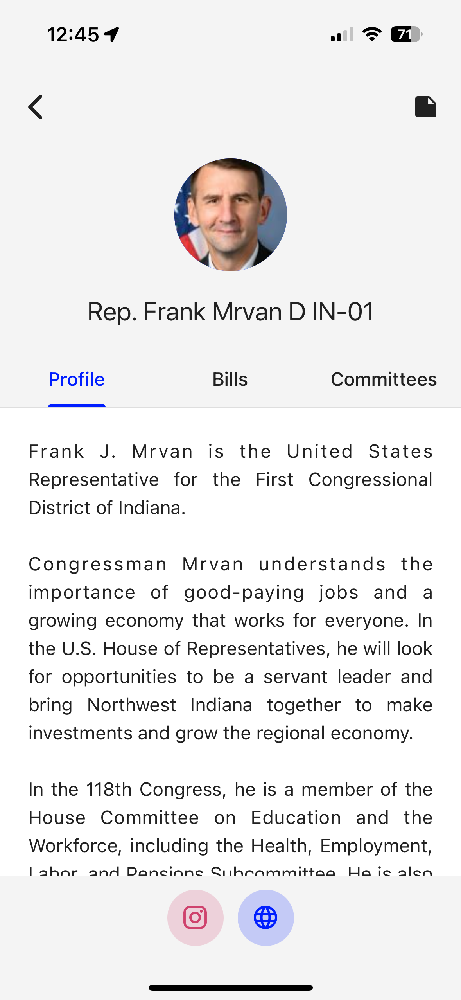 12:45
71
Rep. Frank Mrvan D IN-01
Profile
Bills
Committees
Frank J. Mrvan is the United States
Representative for the First Congressional
District of Indiana.
Congressman Mrvan understands the
importance of good-paying jobs and a
growing economy that works for everyone. In
the U.S. House of Representatives, he will look
for opportunities to be a servant leader and
bring Northwest Indiana together to make
investments and grow the regional economy.
In the 118th Congress, he is a member of the
House Committee on Education and the
Workforce, including the Health, Employment,
Labor, and Pensions Subcommittee. He is also